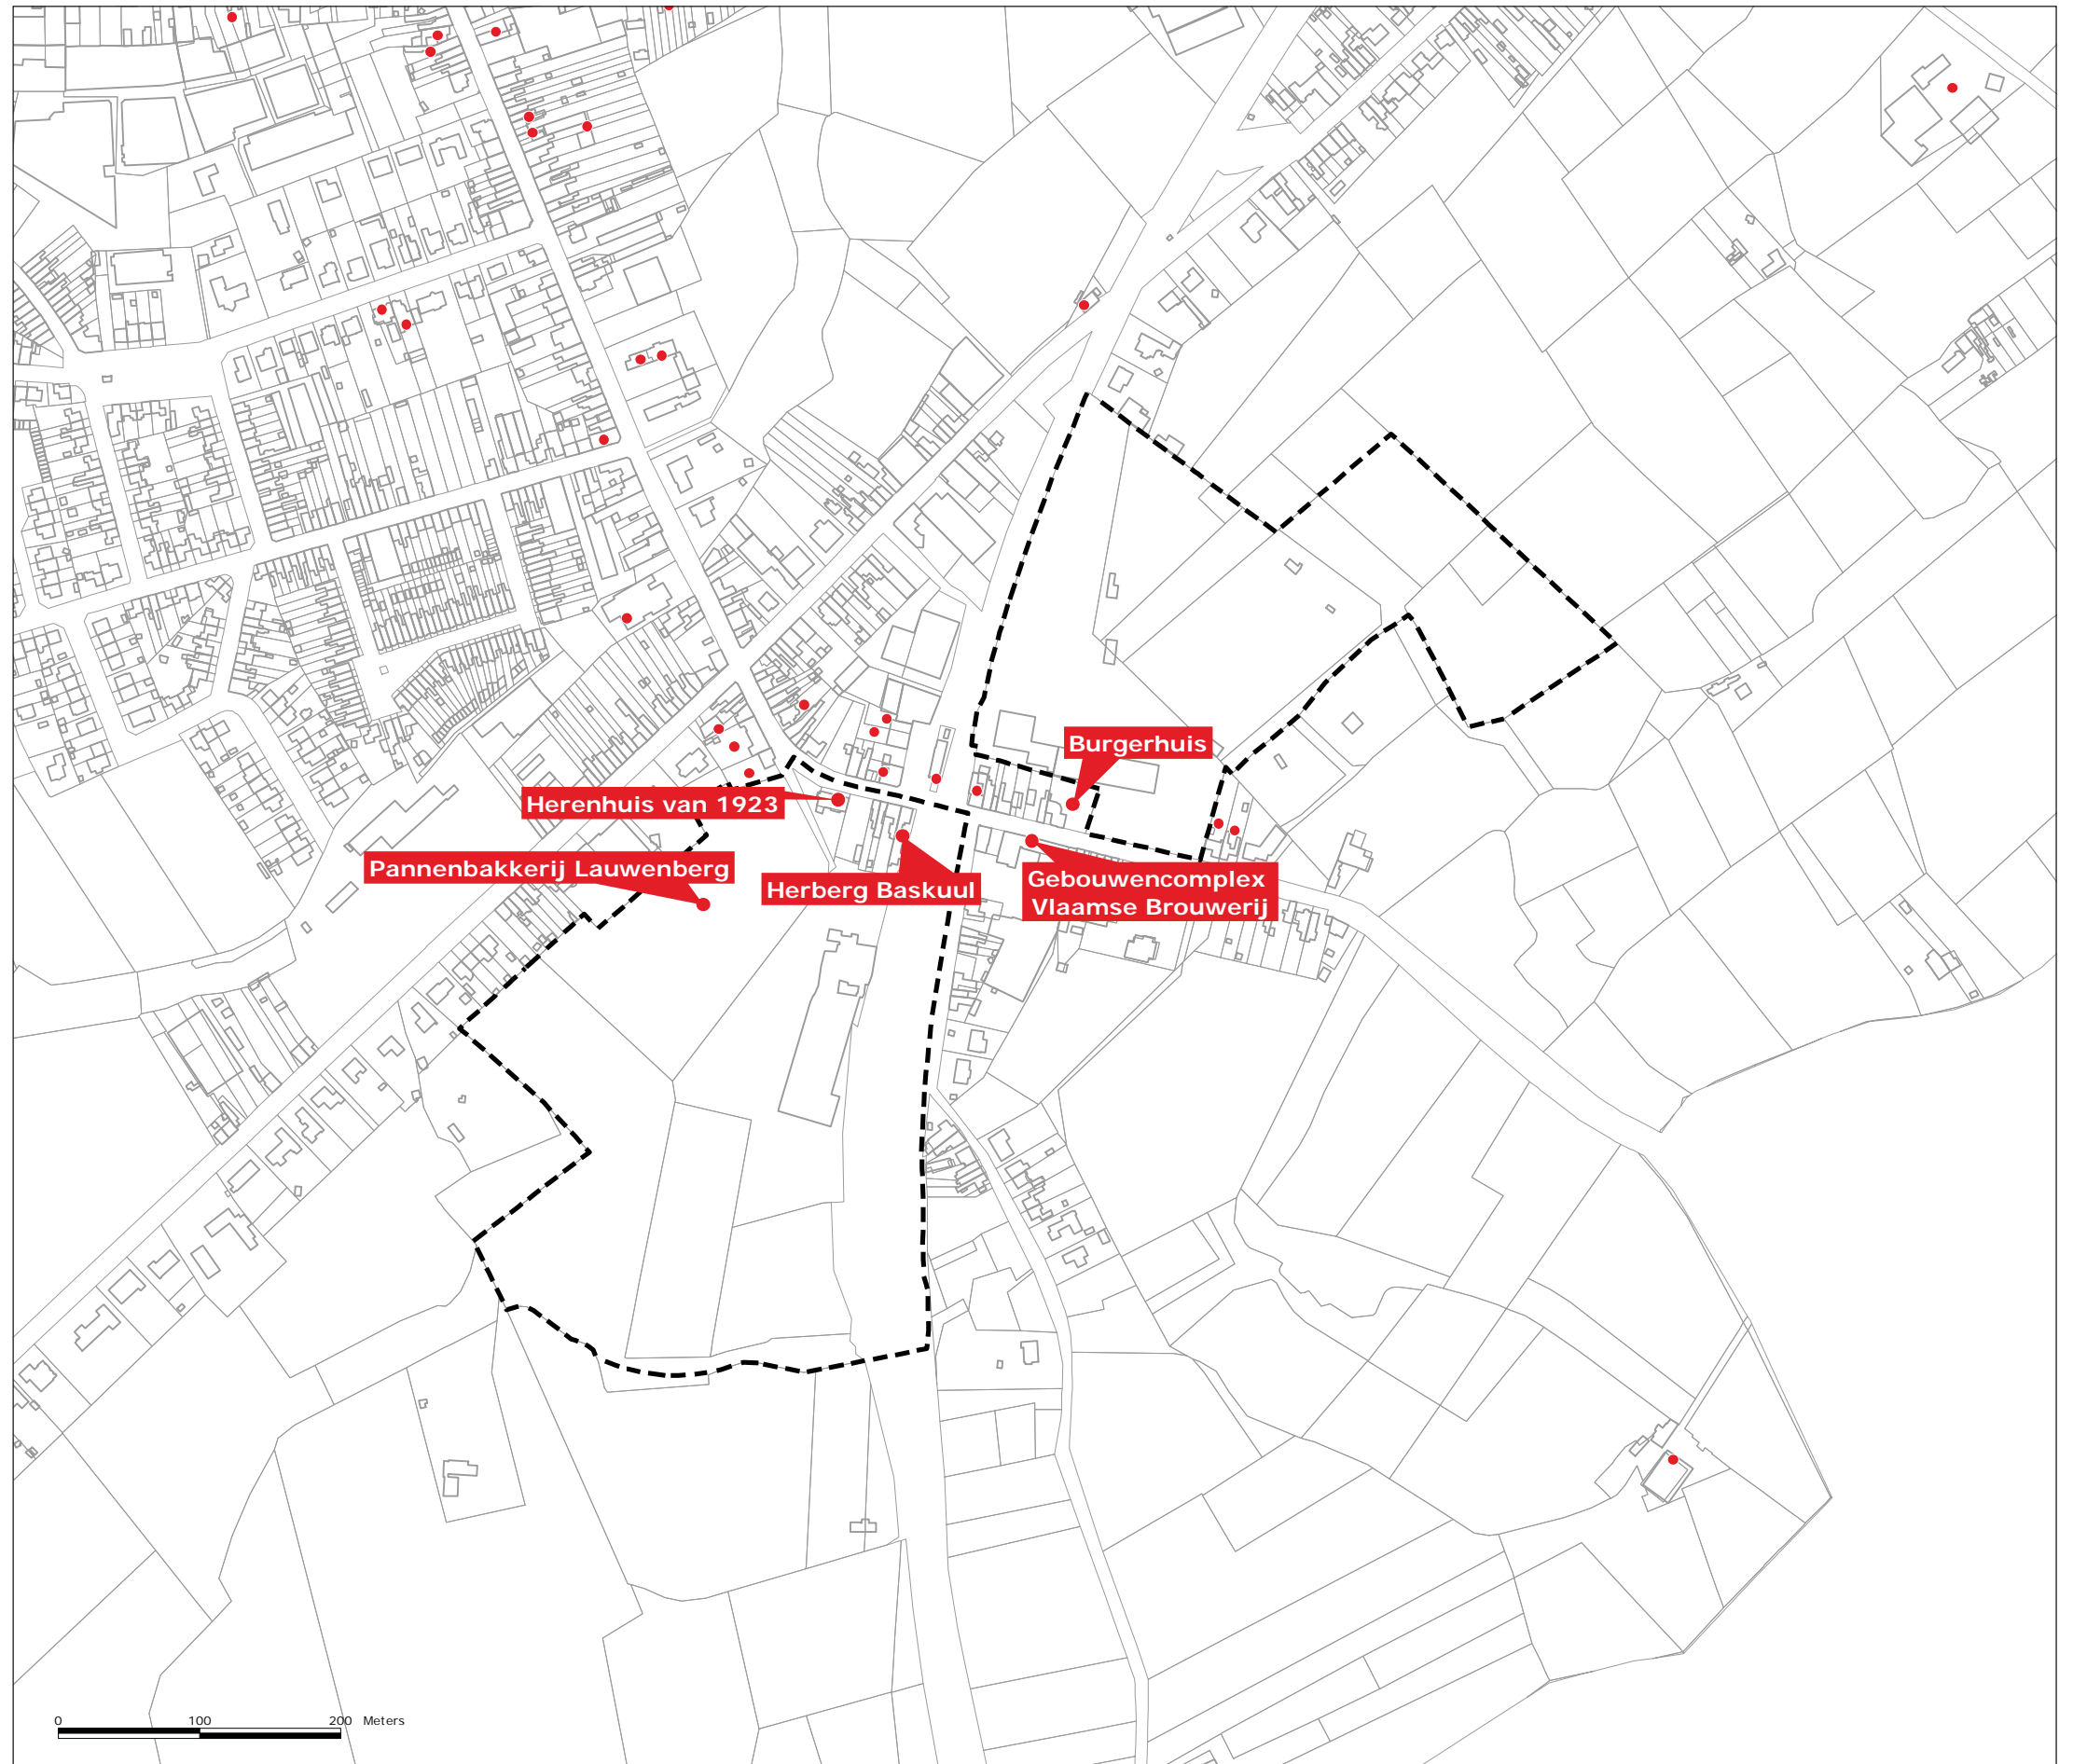 Burgerhuis
Herenhuis van 1923
Pannenbakkerij Lauwenberg
Herberg Baskuul
Gebouwencomplex
Vlaamse Brouwerij
0 100 200 Meters